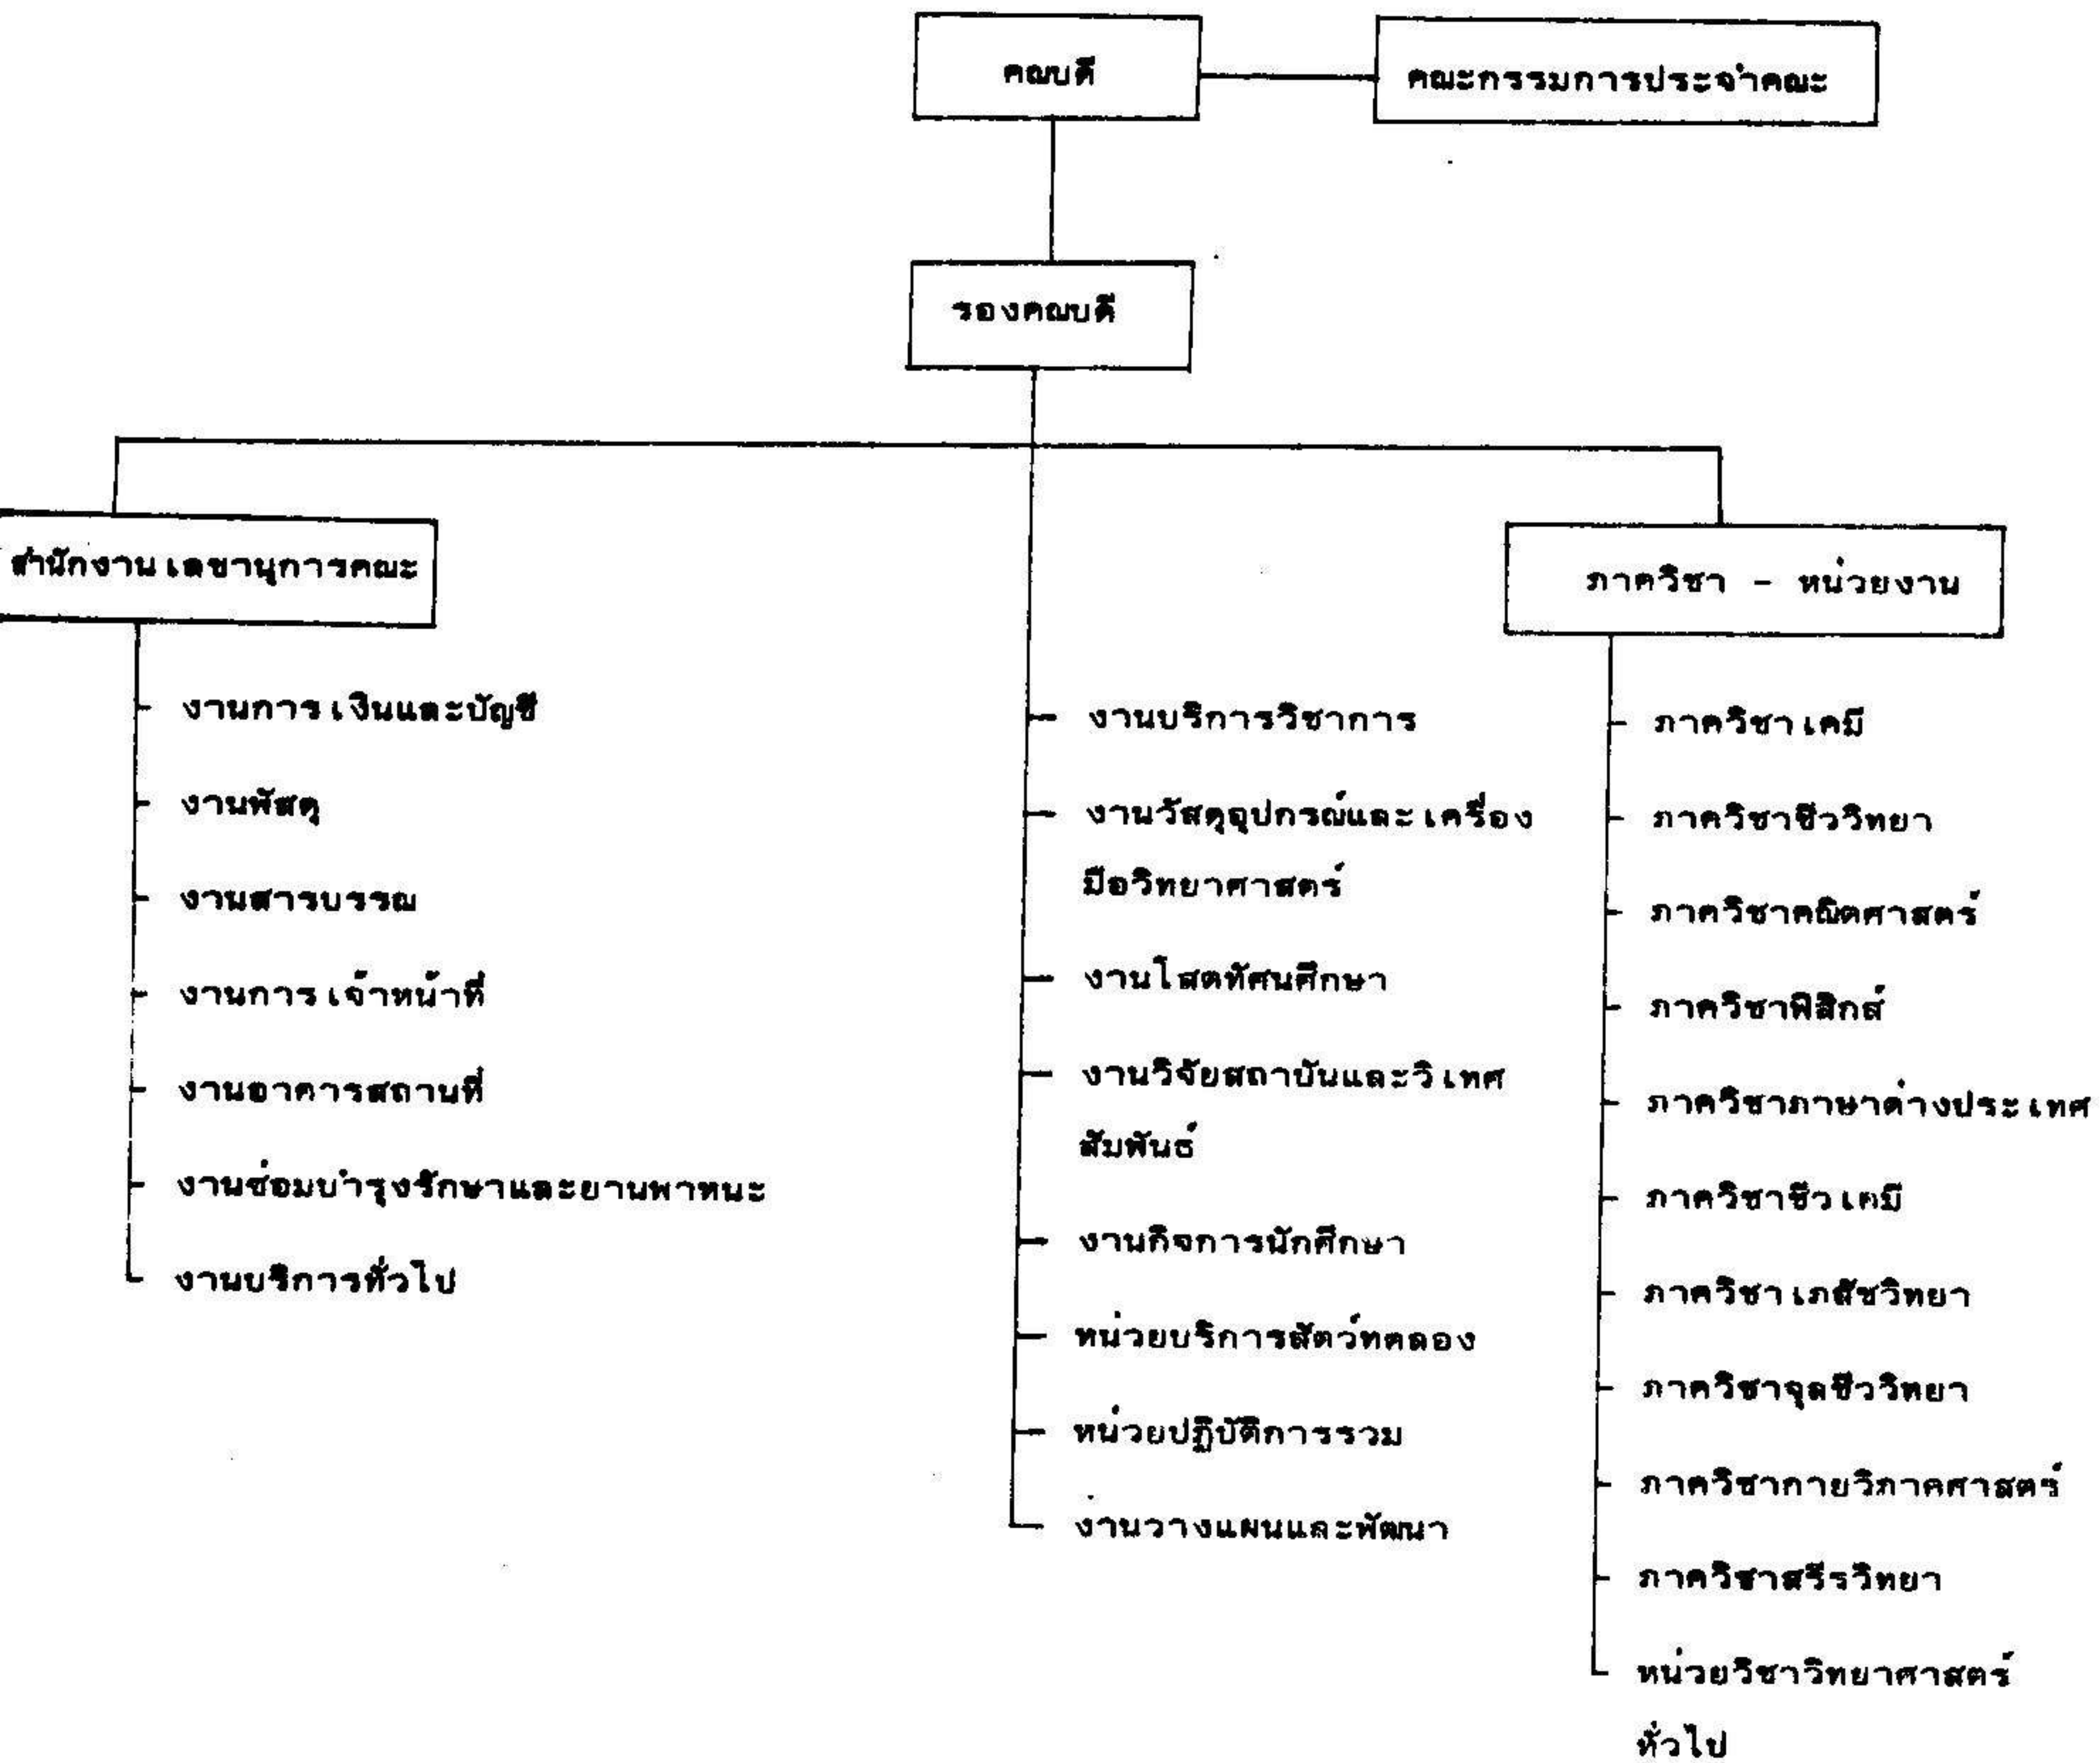 คณบดี
คณะกรรมการประจำคณะ
รองคณบดี
สำนักงานเลขานุการคณะ
งานการเงินและบัญชี
งานพัสดุ
งานสารบรรณ
งานการเจ้าหน้าที่
งานอาคารสถานที่
งานซ่อมบำรุงรักษาและยานพาหนะ
งานบริการทั่วไป
งานบริการวิชาการ
งานวัสดุอุปกรณ์และเครื่อง
มือวิทยาศาสตร์
งานโสตทัศนศึกษา
งานวิจัยสถาบันและวิเทศ
สัมพันธ์
งานกิจการนักศึกษา
หน่วยบริการสัตว์ทดลอง
หน่วยปฏิบัติการรวม
งานวางแผนและพัฒนา
ภาควิชา - หน่วยงาน
ภาควิชาเคมี
ภาควิชาชีววิทยา
ภาควิชาคณิตศาสตร์
ภาควิชาฟิสิกส์
ภาควิชาภาษาต่างประเทศ
ภาควิชาชีวเคมี
ภาควิชาเภสัชวิทยา
ภาควิชาจุลชีววิทยา
ภาควิชากายวิภาคศาสตร์
ภาควิชาสรีรวิทยา
หน่วยวิชาวิทยาศาสตร์
ทั่วไป